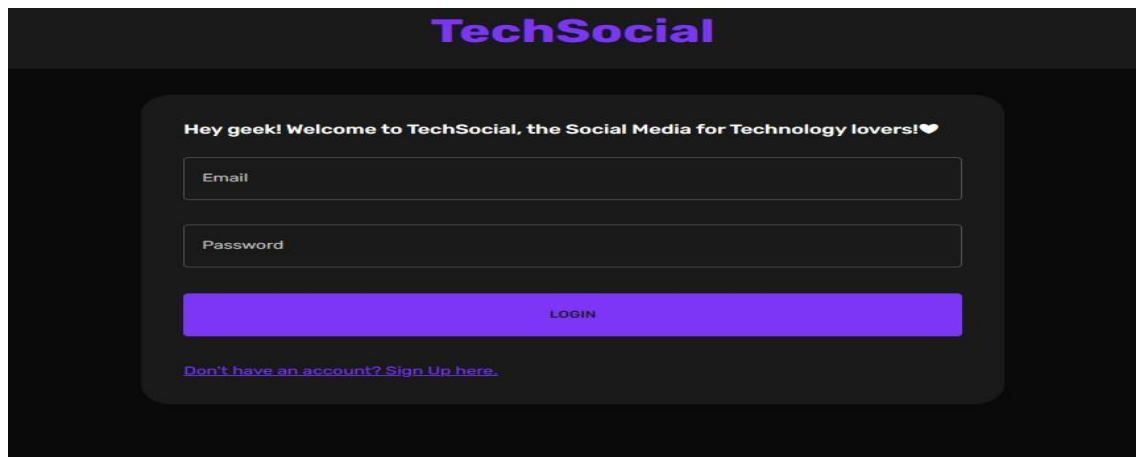 TechSocial
Hey geek! Welcome to TechSocial, the Social Media for Technology lovers!❤
Email
Password
LOGIN
Don't have an account? Sign Up here.